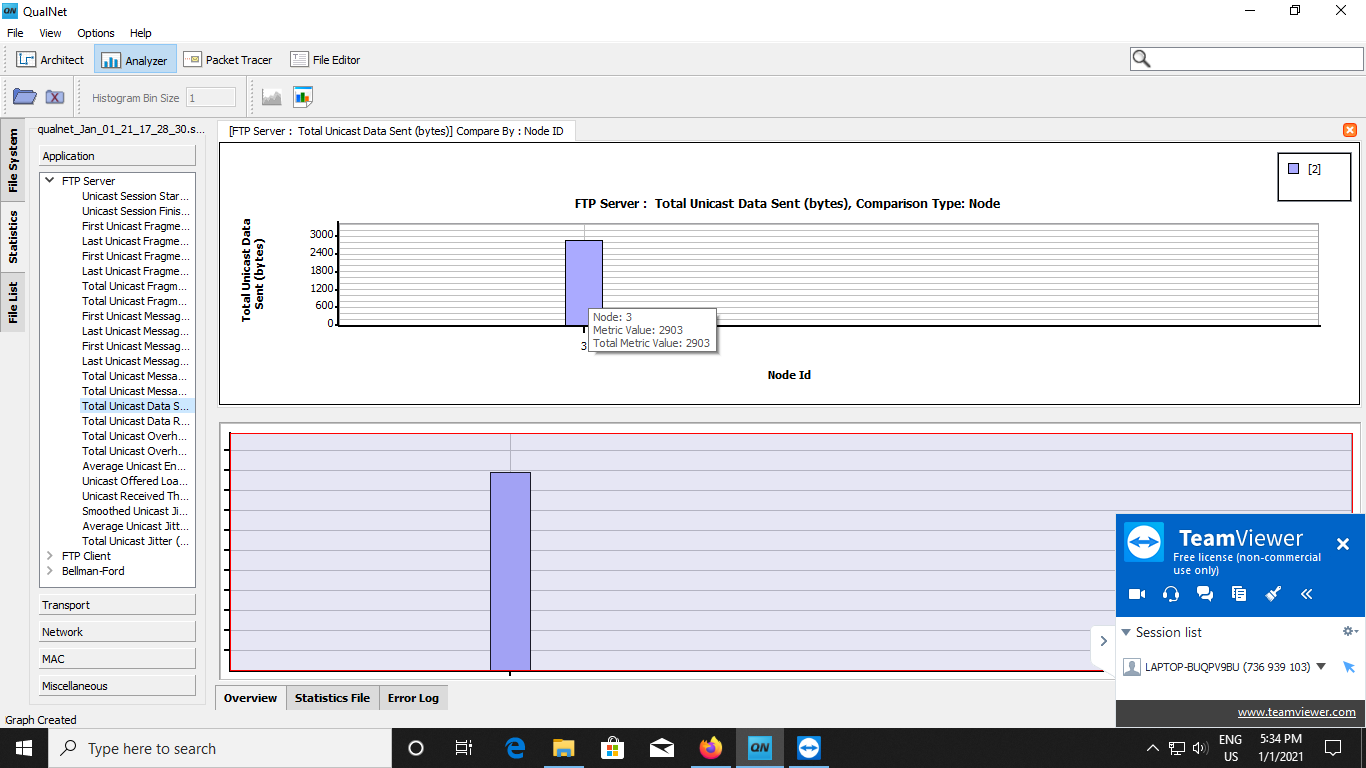 QN QualNet
File View Options Help
Architect Analyzer Packet Tracer File Editor
Histogram Bin Size 1
File System
Statistics
File List
qualnet_Jan_01_21_17_28_30.s...
Application
FTP Server
Unicast Session Star...
Unicast Session Finis...
First Unicast Fragme...
Last Unicast Fragme...
First Unicast Fragme...
Last Unicast Fragme...
Total Unicast Fragm...
Total Unicast Fragm...
First Unicast Messag...
Last Unicast Messag...
First Unicast Messag...
Last Unicast Messag...
Total Unicast Messa...
Total Unicast Messa...
Total Unicast Data S...
Total Unicast Data R...
Total Unicast Overh...
Total Unicast Overh...
Average Unicast En...
Unicast Offered Loa...
Unicast Received Th...
Smoothed Unicast Ji...
Average Unicast Jitt...
Total Unicast Jitter (...
FTP Client
Bellman-Ford
Transport
Network
MAC
Miscellaneous
Graph Created
[FTP Server : Total Unicast Data Sent (bytes)] Compare By : Node ID
[2]
FTP Server : Total Unicast Data Sent (bytes), Comparison Type: Node
Total Unicast Data
Sent (bytes)
3000
2400
1800
1200
600
0
3
Node: 3
Metric Value: 2903
Total Metric Value: 2903
Node Id
Overview Statistics File Error Log
TeamViewer
Free license (non-commercial
use only)
Session list
LAPTOP-BUQPV9BU (736 939 103)
www.teamviewer.com
Type here to search
QN
ENG
US
5:34 PM
1/1/2021